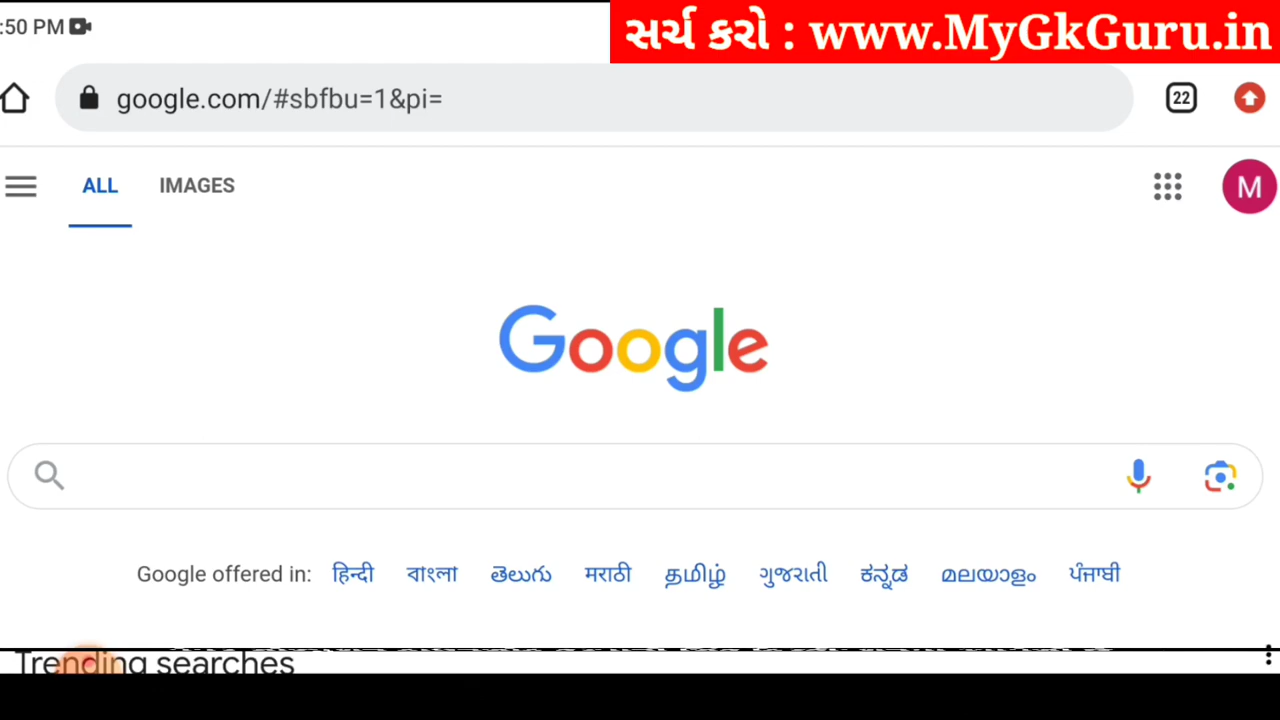 :50 PM
સર્ચ કરો : www.MyGkGuru.in
google.com/#sbfbu=1&pi=
22
ALL IMAGES
M
Google
Google offered in: हिन्दी বাংলা తెలుగు मराठी தமிழ் ગુજરાતી ಕನ್ನಡ മലയാളം ਪੰਜਾਬੀ
Trending searches